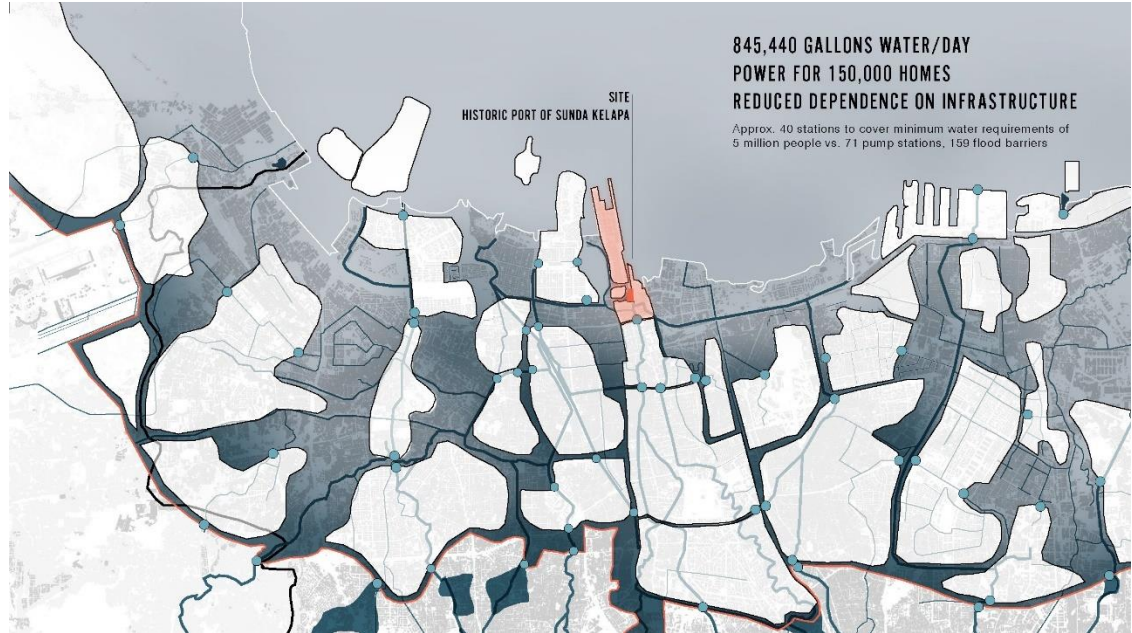 845,440 GALLONS WATER/DAY
POWER FOR 150,000 HOMES
REDUCED DEPENDENCE ON INFRASTRUCTURE
Approx. 40 stations to cover minimum water requirements of
5 million people vs. 71 pump stations, 159 flood barriers
SITE
HISTORIC PORT OF SUNDA KELAPA